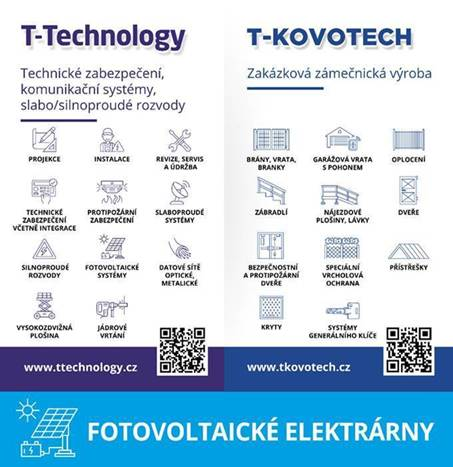 T-Technology
Technické zabezpečení,
komunikační systémy,
slabo/silnoproudé rozvody
PROJEKCE
INSTALACE
REVIZE, SERVIS
A ÚDRŽBA
TECHNICKÉ
ZABEZPEČENÍ
VČETNĚ INTEGRACE
PROTIPOŽÁRNÍ
ZABEZPEČENÍ
SLABOPROUDÉ
SYSTÉMY
SILNOPROUDÉ
ROZVODY
FOTOVOLTAICKÉ
SYSTÉMY
DATOVÉ SÍTĚ
OPTICKÉ,
METALICKÉ
VYSOKOZDVIŽNÁ
PLOŠINA
JÁDROVÉ
VRTÁNÍ
www.ttechnology.cz
T-KOVOTECH
Zakázková zámečnická výroba
BRÁNY, VRATA,
BRANKY
GARÁŽOVÁ VRATA
S POHONEM
OPLOCENÍ
ZÁBRADLÍ
NÁJEZDOVÉ
PLOŠINY, LÁVKY
DVEŘE
BEZPEČNOSTNÍ
A PROTIPOŽÁRNÍ
DVEŘE
SPECIÁLNÍ
VRCHOLOVÁ
OCHRANA
PŘÍSTŘEŠKY
KRYTY
SYSTÉMY
GENERÁLNÍHO KLÍČE
www.tkovotech.cz
FOTOVOLTAICKÉ ELEKTRÁRNY